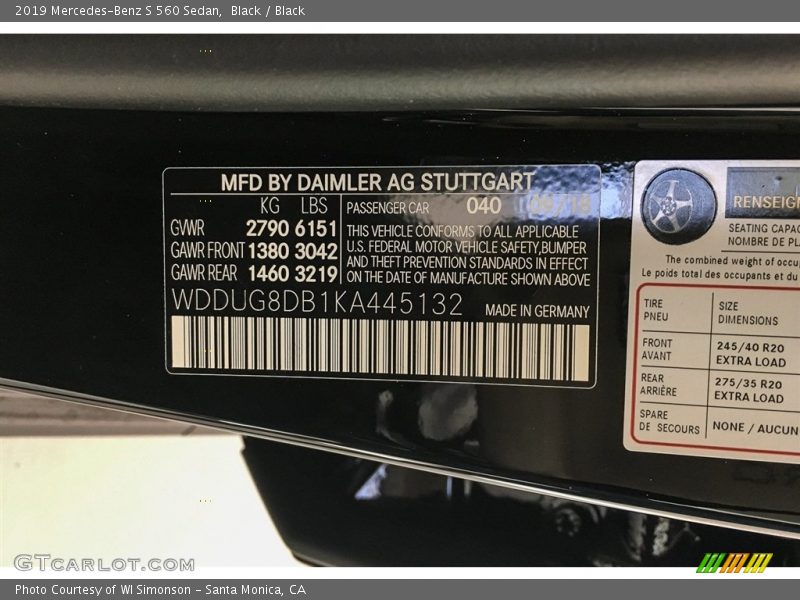 2019 Mercedes-Benz S 560 Sedan, Black / Black
MFD BY DAIMLER AG STUTTGART
KG LBS
GVWR 2790 6151
GAWR FRONT 1380 3042
GAWR REAR 1460 3219
PASSENGER CAR 040 09/18
THIS VEHICLE CONFORMS TO ALL APPLICABLE
U.S. FEDERAL MOTOR VEHICLE SAFETY,BUMPER
AND THEFT PREVENTION STANDARDS IN EFFECT
ON THE DATE OF MANUFACTURE SHOWN ABOVE
WDDUG8DB1KA445132 MADE IN GERMANY
RENSEIGN
SEATING CAPAC
NOMBRE DE PL
The combined weight of occup
Le poids total des occupants et du
TIRE
PNEU
SIZE
DIMENSIONS
FRONT
AVANT
245/40 R20
EXTRA LOAD
REAR
ARRIÈRE
275/35 R20
EXTRA LOAD
SPARE
DE SECOURS
NONE / AUCUN
GTCARLOT.COM
Photo Courtesy of WI Simonson - Santa Monica, CA